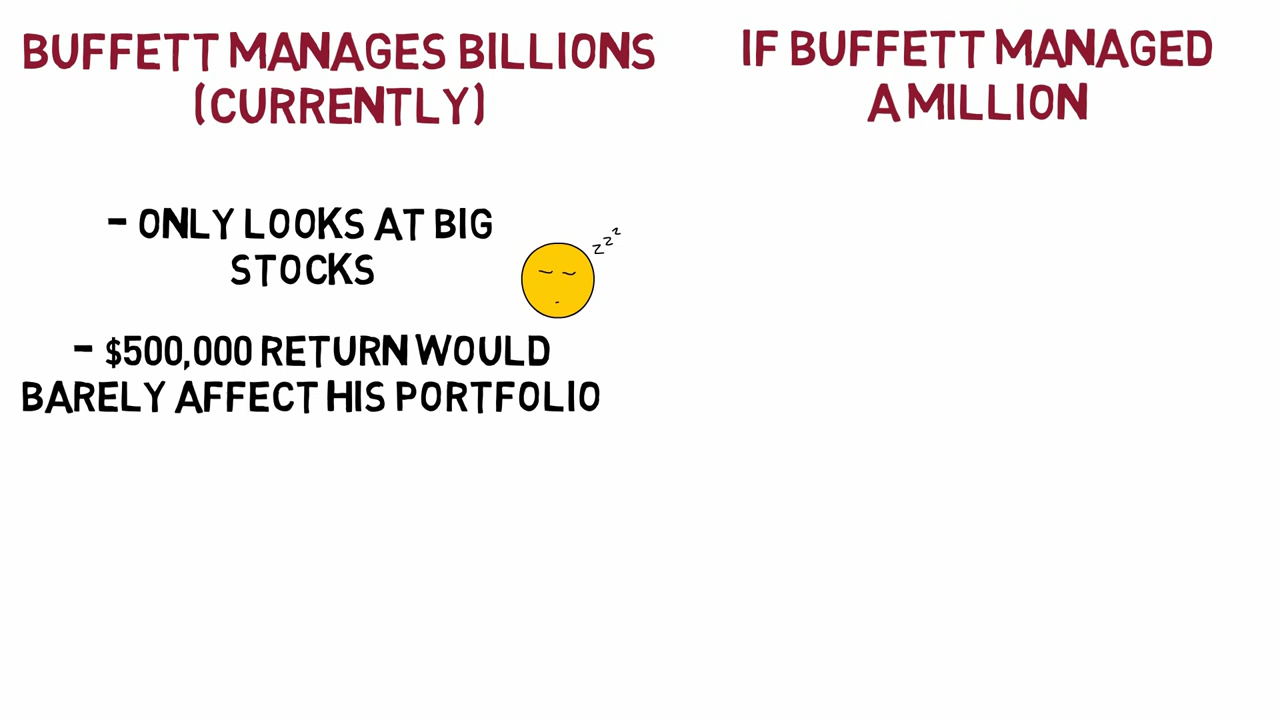 BUFFETT MANAGES BILLIONS
(CURRENTLY)
- ONLY LOOKS AT BIG
STOCKS
zzz
- $500,000 RETURN WOULD
BARELY AFFECT HIS PORTFOLIO
IF BUFFETT MANAGED
A MILLION